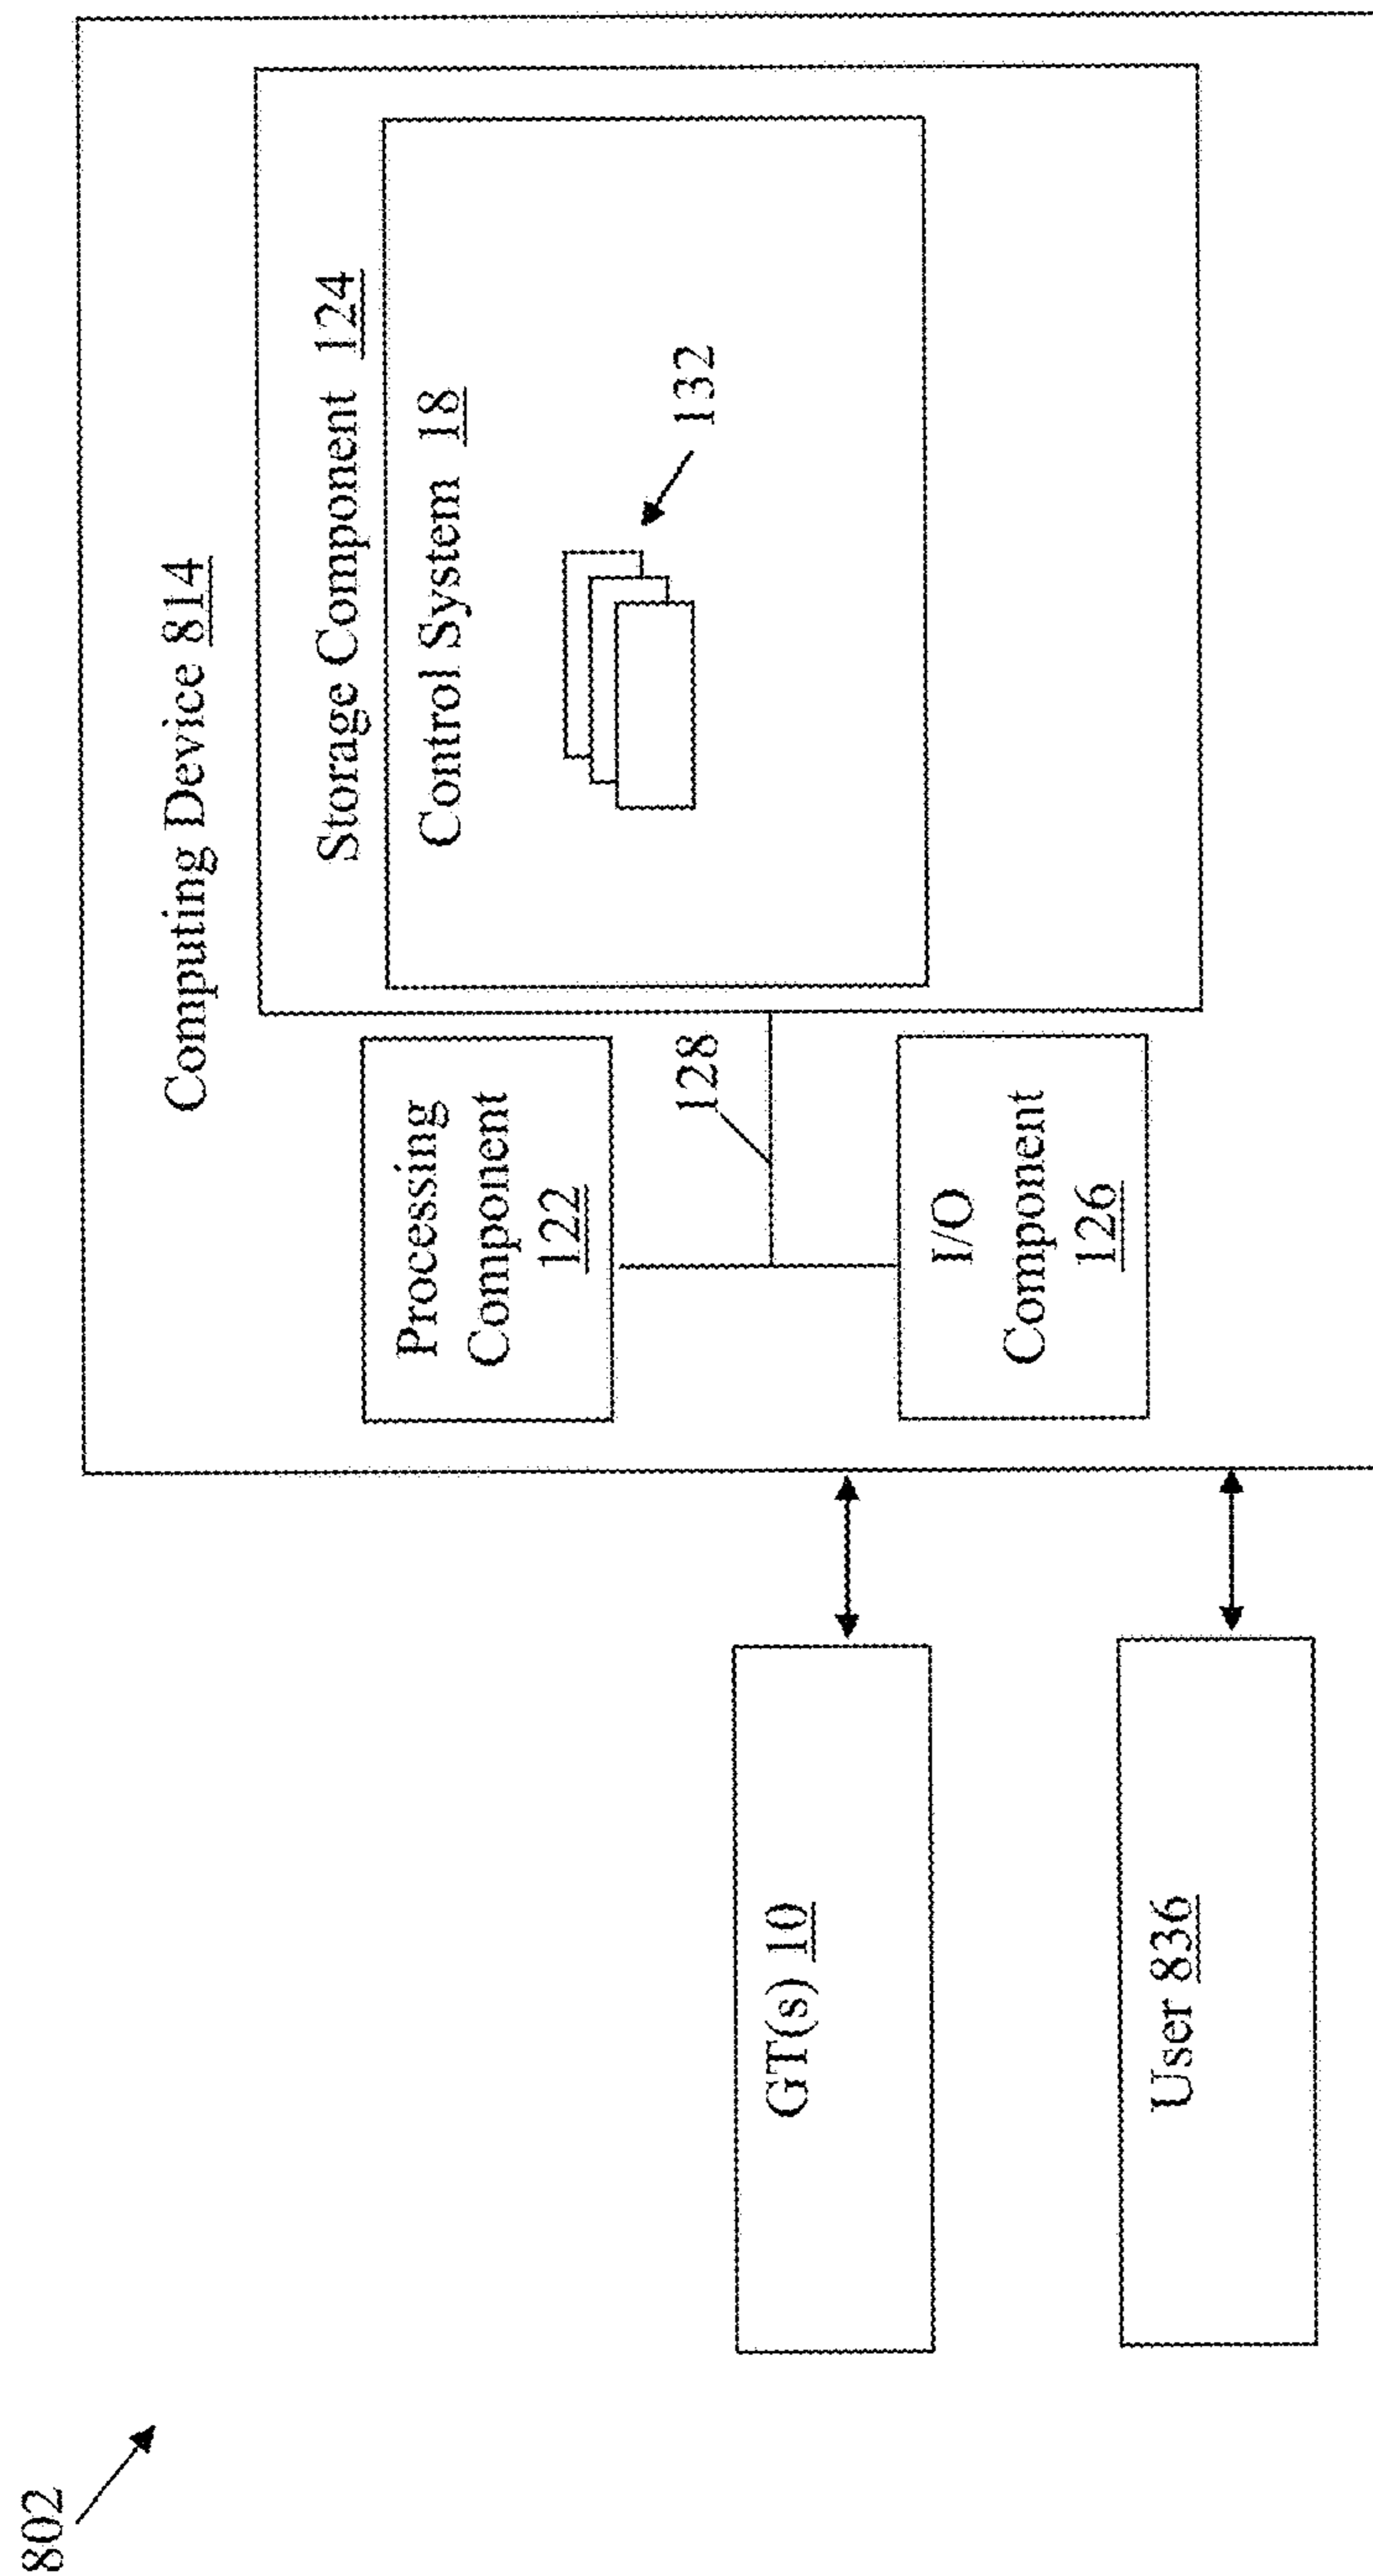 802
Computing Device 814
Storage Component 124
Control System 18
132
Processing
Component
122
128
I/O
Component
126
GT(s) 10
User 836